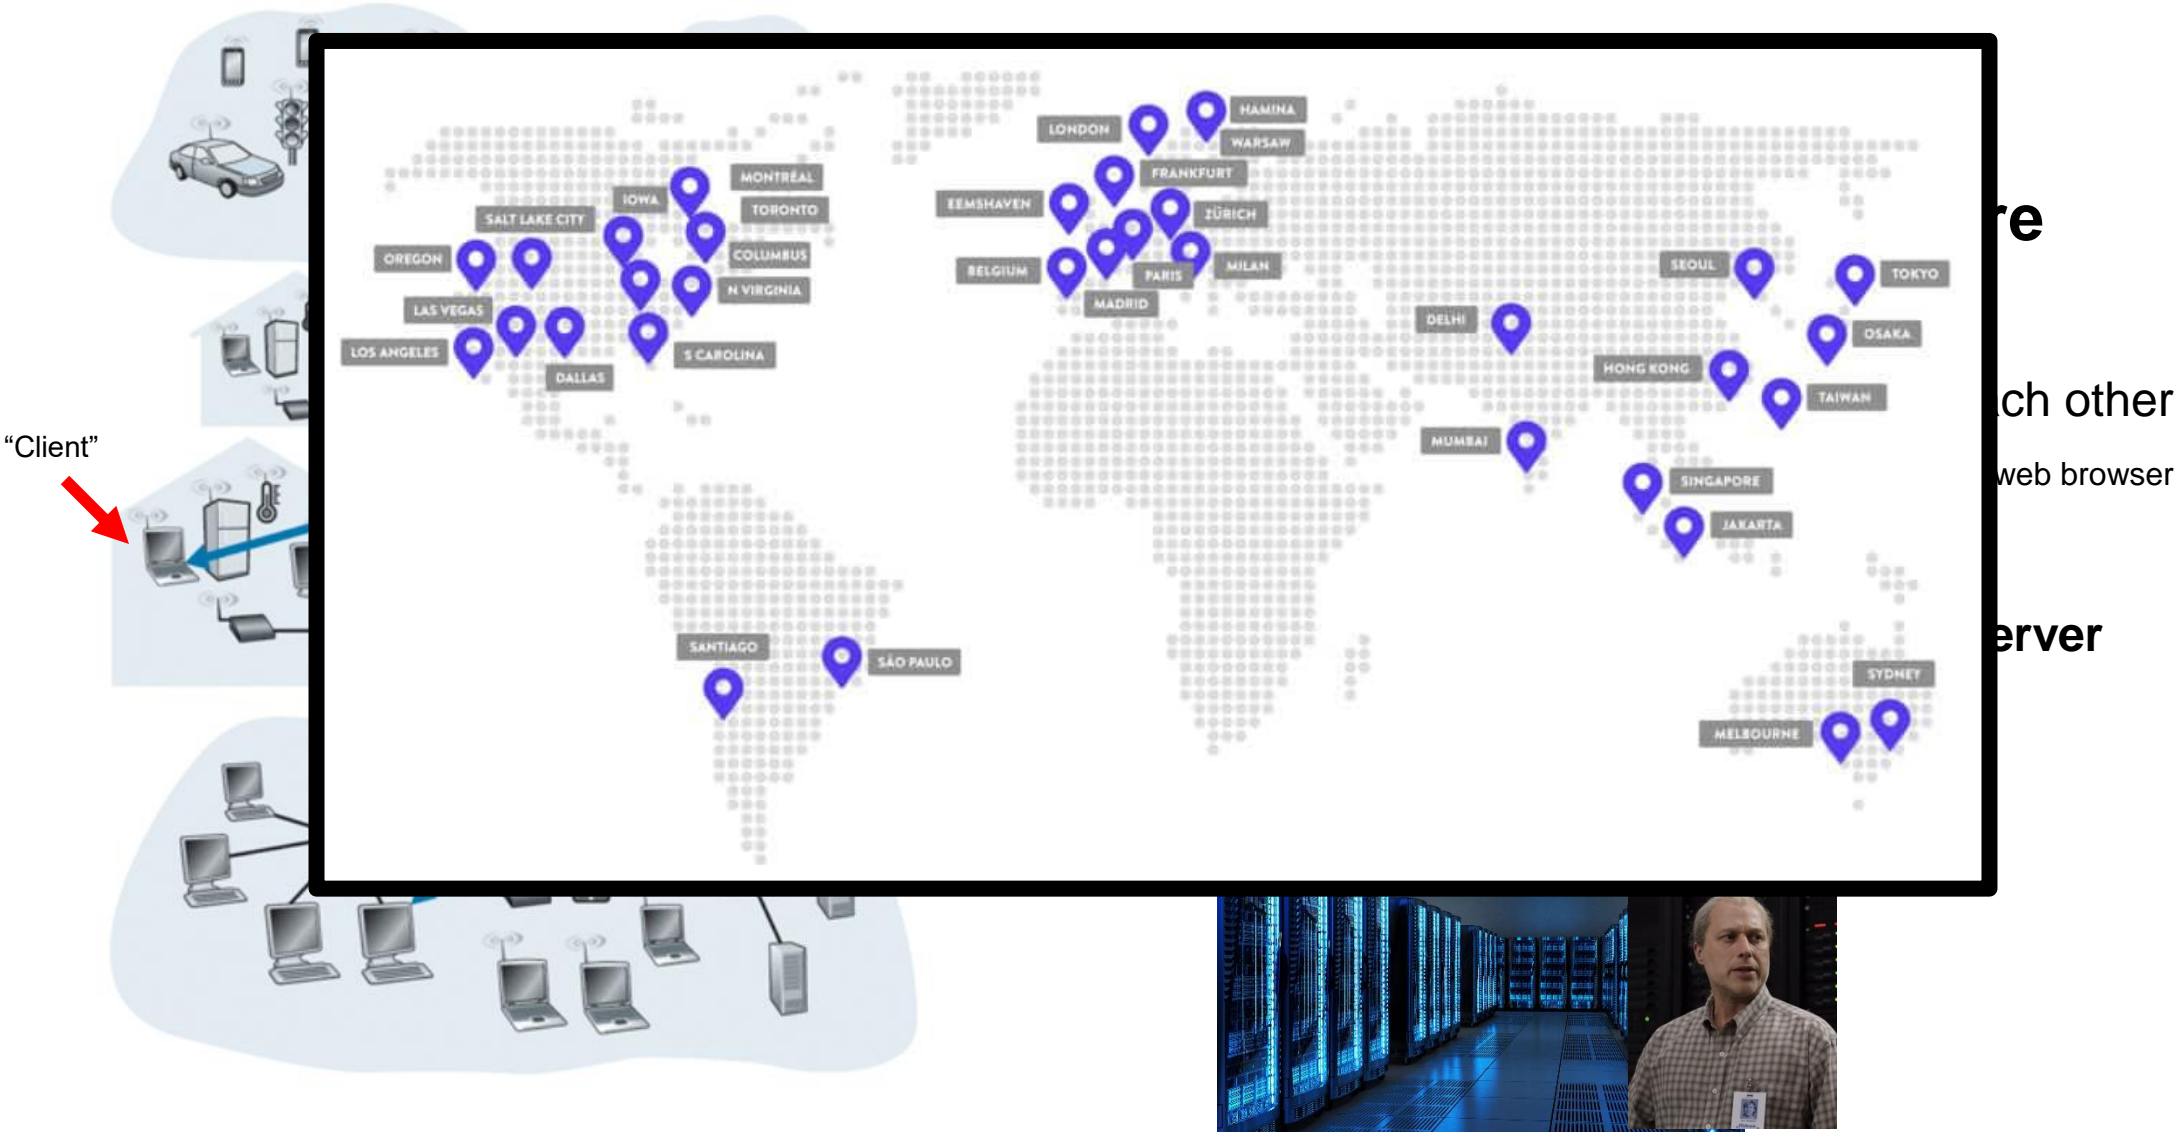 HAMINA
LONDON
WARSAW
FRANKFURT
MONTRÉAL
IOWA
EEMSHAVEN
TORONTO
SALT LAKE CITY
ZÜRICH
re
COLUMBUS
OREGON
SEOUL
MILAN
BELGIUM
PARIS
TOKYO
N VIRGINIA
MADRID
LAS VEGAS
DELHI
OSAKA
LOS ANGELES
S CAROLINA
HONG KONG
DALLAS
TAIWAN
ch other
"Client"
MUMBAI
web browser
SINGAPORE
JAKARTA
erver
SANTIAGO
SÃO PAULO
SYDNEY
MELBOURNE